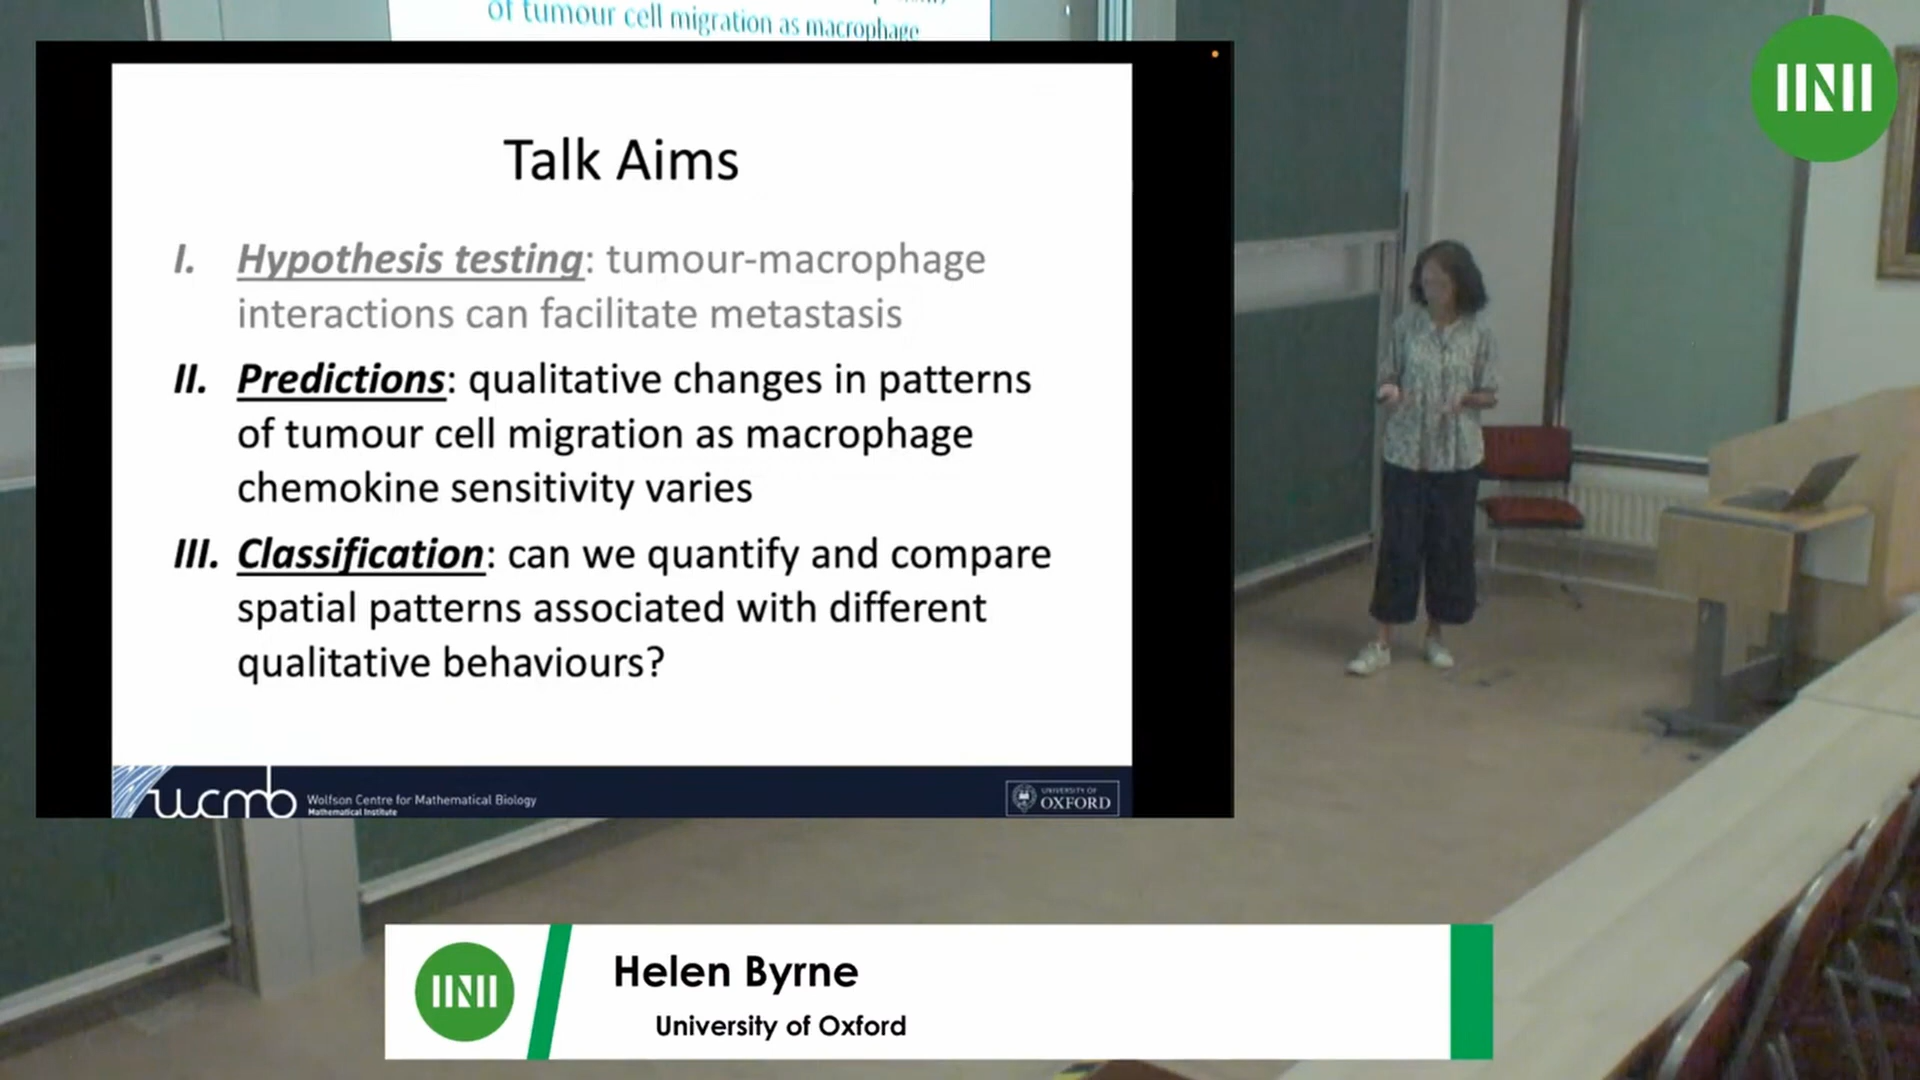 of tumour cell migration as macrophage
INI
Talk Aims
I. Hypothesis testing: tumour-macrophage
interactions can facilitate metastasis
II. Predictions: qualitative changes in patterns
of tumour cell migration as macrophage
chemokine sensitivity varies
III. Classification: can we quantify and compare
spatial patterns associated with different
qualitative behaviours?
wcmb
Wolfson Centre for Mathematical Biology
Mathematical Institute
UNIVERSITY OF
OXFORD
INI
Helen Byrne
University of Oxford